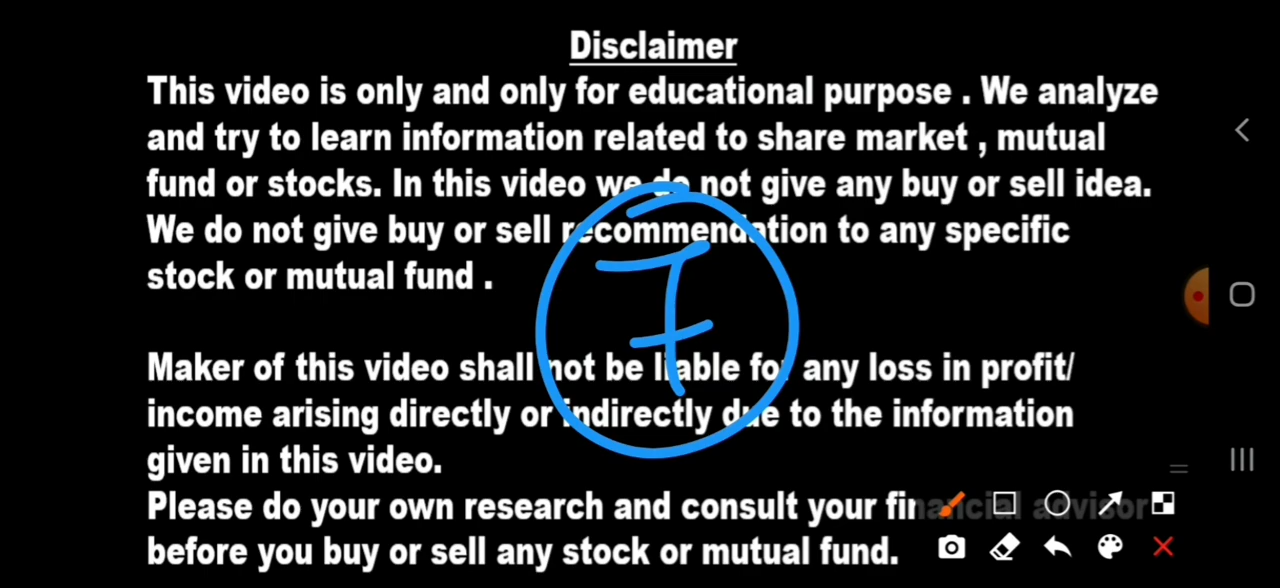 Disclaimer
This video is only and only for educational purpose . We analyze
and try to learn information related to share market , mutual
fund or stocks. In this video we do not give any buy or sell idea.
We do not give buy or sell recommendation to any specific
stock or mutual fund .
7
Maker of this video shall not be liable for any loss in profit/
income arising directly or indirectly due to the information
given in this video.
Please do your own research and consult your financial advisor
before you buy or sell any stock or mutual fund.